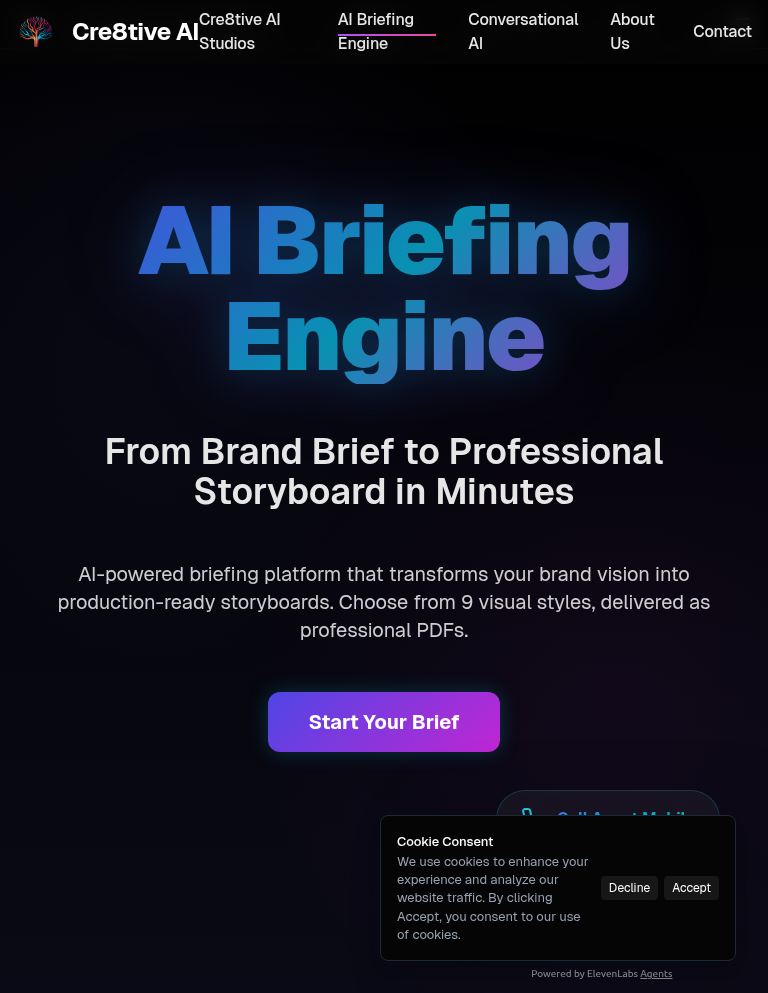 Cre8tive AI
Cre8tive AI Studios
AI Briefing Engine
Conversational AI
About Us
Contact
AI Briefing
Engine
From Brand Brief to Professional
Storyboard in Minutes
AI-powered briefing platform that transforms your brand vision into
production-ready storyboards. Choose from 9 visual styles, delivered as
professional PDFs.
Start Your Brief
Cookie Consent
We use cookies to enhance your
experience and analyze our
website traffic. By clicking
Accept, you consent to our use
of cookies.
Decline
Accept
Powered by ElevenLabs Agents